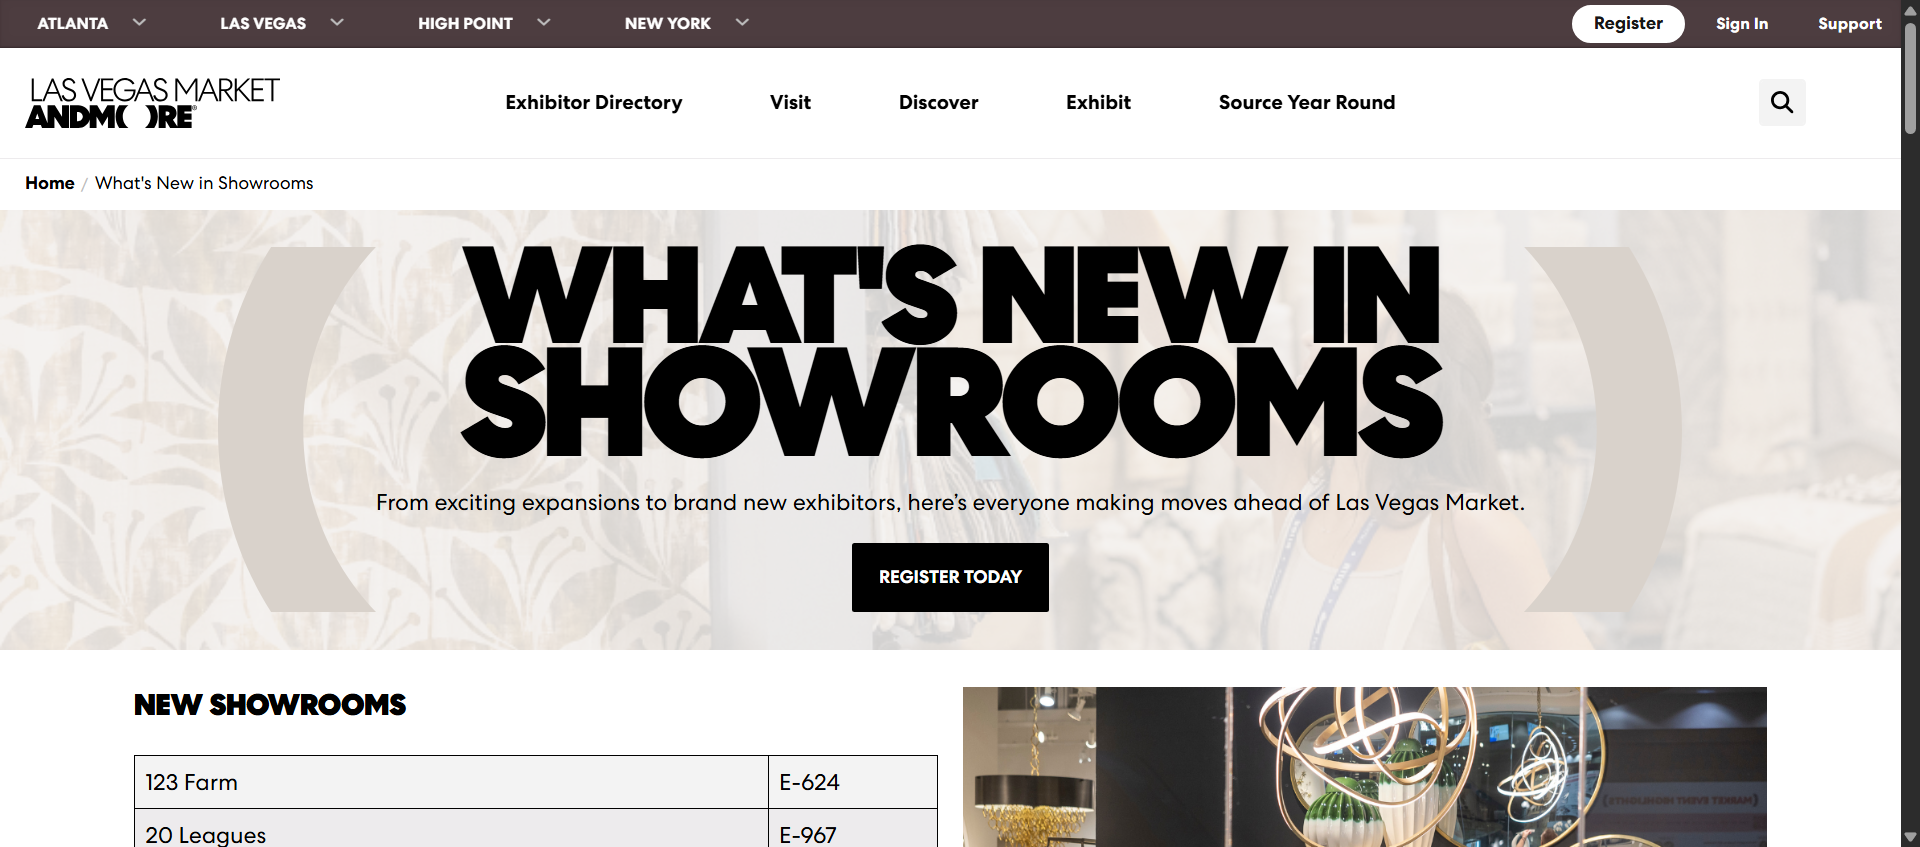 ATLANTA
LAS VEGAS
HIGH POINT
NEW YORK
Register
Sign In
Support
LAS VEGAS MARKET
ANDM( )RE®
Exhibitor Directory
Visit
Discover
Exhibit
Source Year Round
Home / What's New in Showrooms
WHAT'S NEW IN
SHOWROOMS
From exciting expansions to brand new exhibitors, here’s everyone making moves ahead of Las Vegas Market.
REGISTER TODAY
NEW SHOWROOMS
123 Farm E-624
20 Leagues E-967